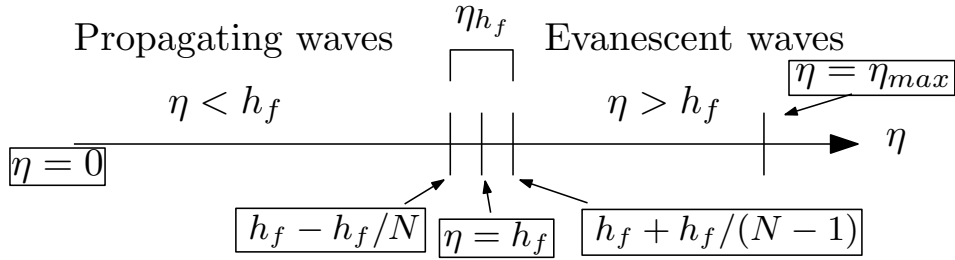 η_{h_f}
Propagating waves Evanescent waves
η = η_{max}
η < h_f η > h_f
η
η = 0
h_f − h_f/N η = h_f h_f + h_f/(N − 1)